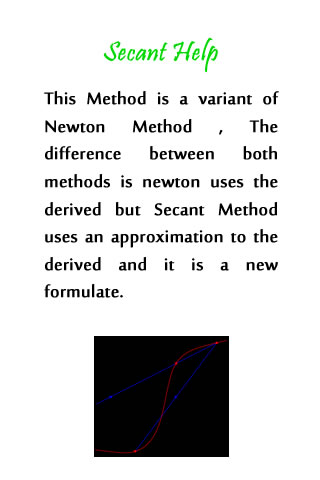 Secant Help
This Method is a variant of
Newton Method , The
difference between both
methods is newton uses the
derived but Secant Method
uses an approximation to the
derived and it is a new
formulate.